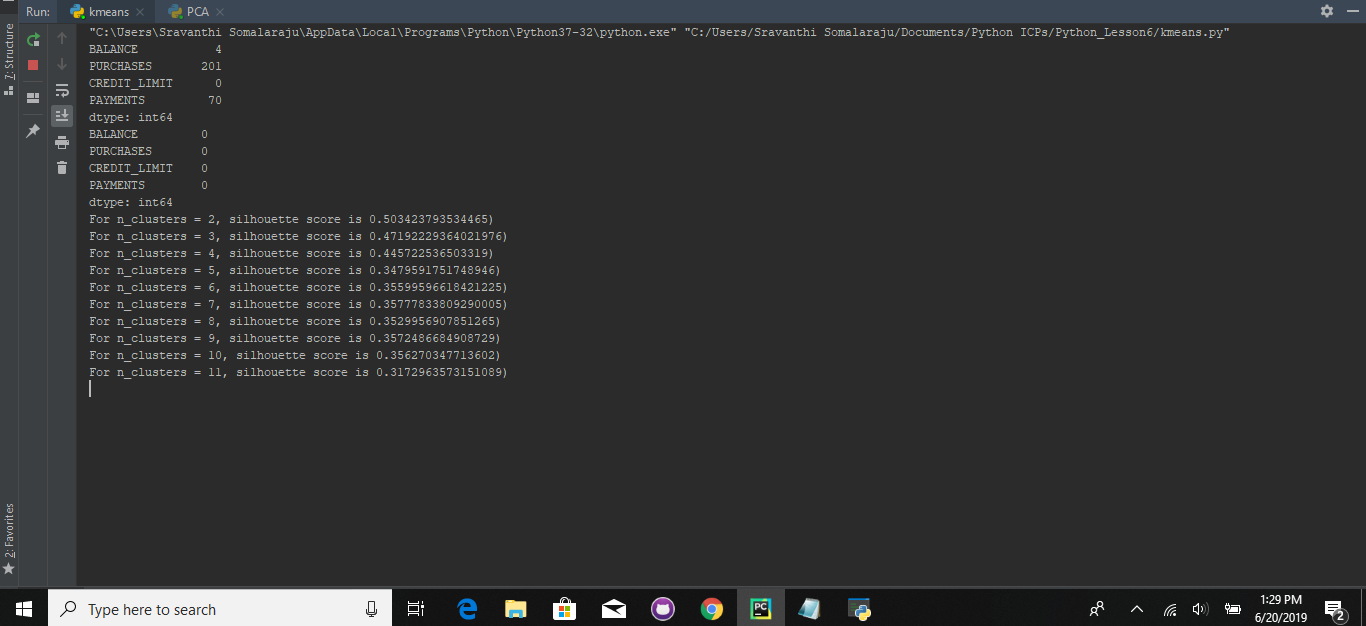 Run: kmeans × PCA ×
7: Structure
"C:\Users\Sravanthi Somalaraju\AppData\Local\Programs\Python\Python37-32\python.exe" "C:/Users/Sravanthi Somalaraju/Documents/Python ICPs/Python_Lesson6/kmeans.py"
BALANCE 4
PURCHASES 201
CREDIT_LIMIT 0
PAYMENTS 70
dtype: int64
BALANCE 0
PURCHASES 0
CREDIT_LIMIT 0
PAYMENTS 0
dtype: int64
For n_clusters = 2, silhouette score is 0.503423793534465)
For n_clusters = 3, silhouette score is 0.47192229364021976)
For n_clusters = 4, silhouette score is 0.445722536503319)
For n_clusters = 5, silhouette score is 0.3479591751748946)
For n_clusters = 6, silhouette score is 0.35599596618421225)
For n_clusters = 7, silhouette score is 0.35777833809290005)
For n_clusters = 8, silhouette score is 0.3529956907851265)
For n_clusters = 9, silhouette score is 0.3572486684908729)
For n_clusters = 10, silhouette score is 0.356270347713602)
For n_clusters = 11, silhouette score is 0.3172963573151089)
2: Favorites
Type here to search
PC
1:29 PM
6/20/2019
2